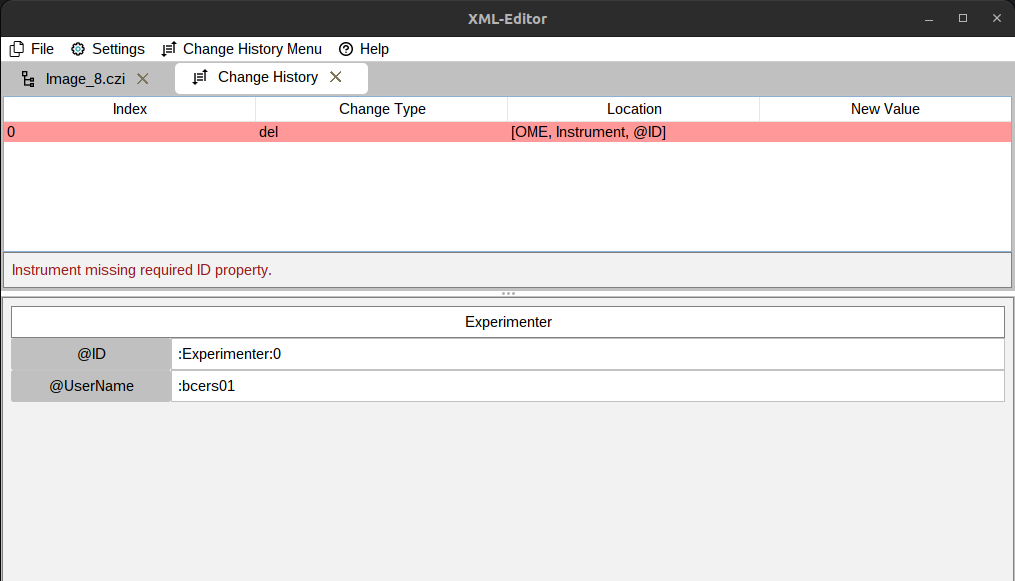 XML-Editor
File Settings Change History Menu Help
Image_8.czi Change History
Index Change Type Location New Value
0 del [OME, Instrument, @ID]
Instrument missing required ID property.
Experimenter
@ID :Experimenter:0
@UserName :bcers01